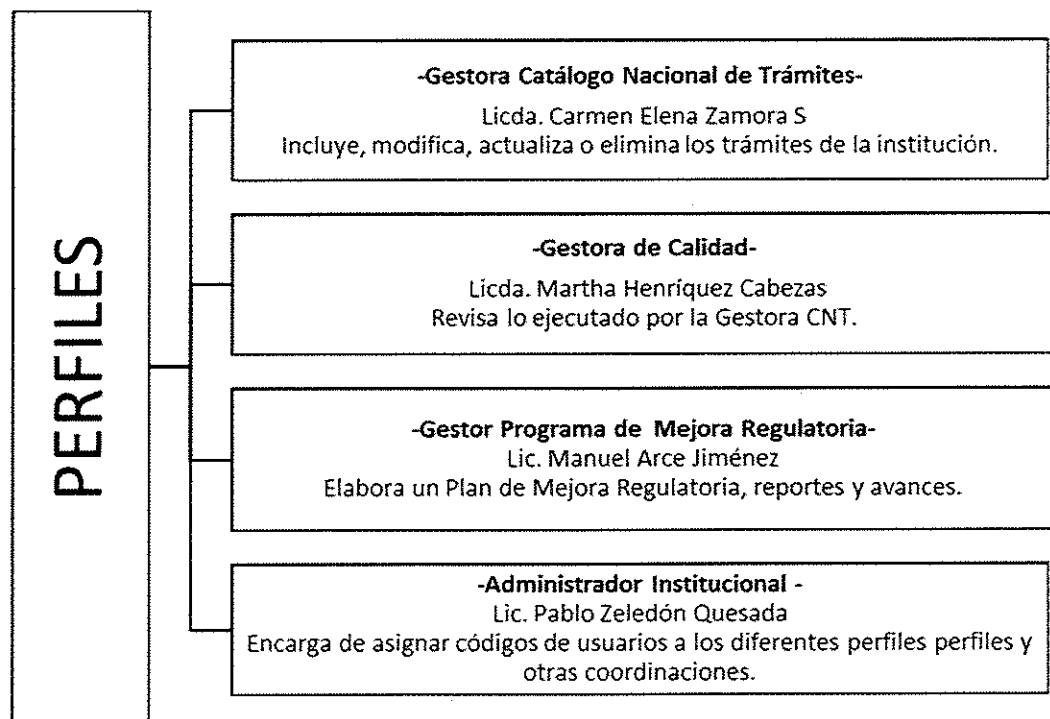 PERFILES
-Gestora Catálogo Nacional de Trámites-
Licda. Carmen Elena Zamora S
Incluye, modifica, actualiza o elimina los trámites de la institución.
-Gestora de Calidad-
Licda. Martha Henríquez Cabezas
Revisa lo ejecutado por la Gestora CNT.
-Gestor Programa de Mejora Regulatoria-
Lic. Manuel Arce Jiménez
Elabora un Plan de Mejora Regulatoria, reportes y avances.
-Administrador Institucional -
Lic. Pablo Zeledón Quesada
Encarga de asignar códigos de usuarios a los diferentes perfiles perfiles y
otras coordinaciones.